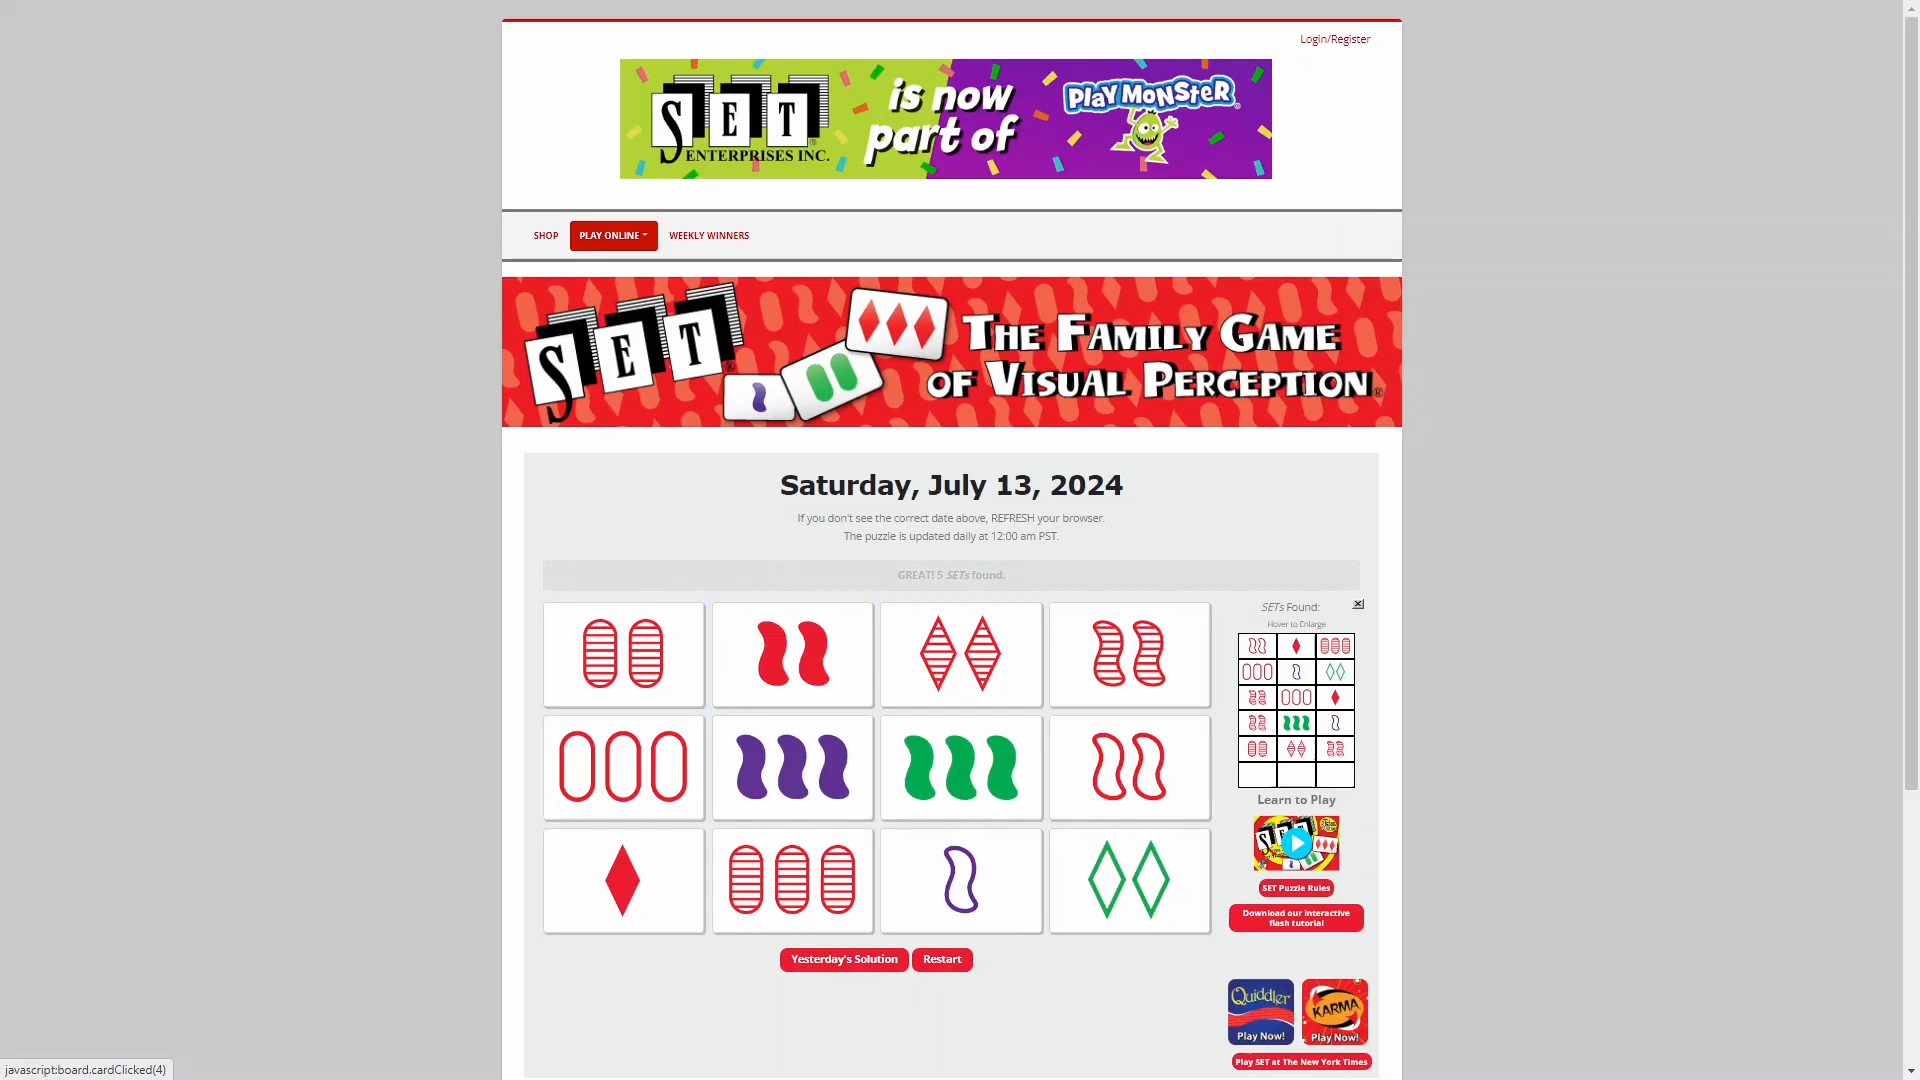 Login/Register
SET
ENTERPRISES INC.
is now
part of
PLAYMONSTER
SHOP
PLAY ONLINE
WEEKLY WINNERS
SET
THE FAMILY GAME
OF VISUAL PERCEPTION
Saturday, July 13, 2024
If you don't see the correct date above, REFRESH your browser.
The puzzle is updated daily at 12:00 am PST.
GREAT! 5 SETs found.
SETs Found:
Hover to Enlarge
Learn to Play
SET
SET Puzzle Rules
Download our interactive
flash tutorial
Yesterday's Solution
Restart
Quiddler
Play Now!
KARMA
Play Now!
Play SET at The New York Times
javascript:board.cardClicked(4)